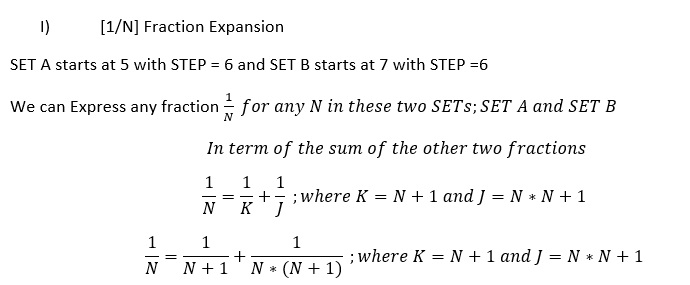 I) [1/N] Fraction Expansion
SET A starts at 5 with STEP = 6 and SET B starts at 7 with STEP =6
We can Express any fraction 1/N for any N in these two SETs; SET A and SET B
In term of the sum of the other two fractions
1/N = 1/K + 1/J ; where K = N + 1 and J = N * N + 1
1/N = 1/(N + 1) + 1/(N * (N + 1)) ; where K = N + 1 and J = N * N + 1